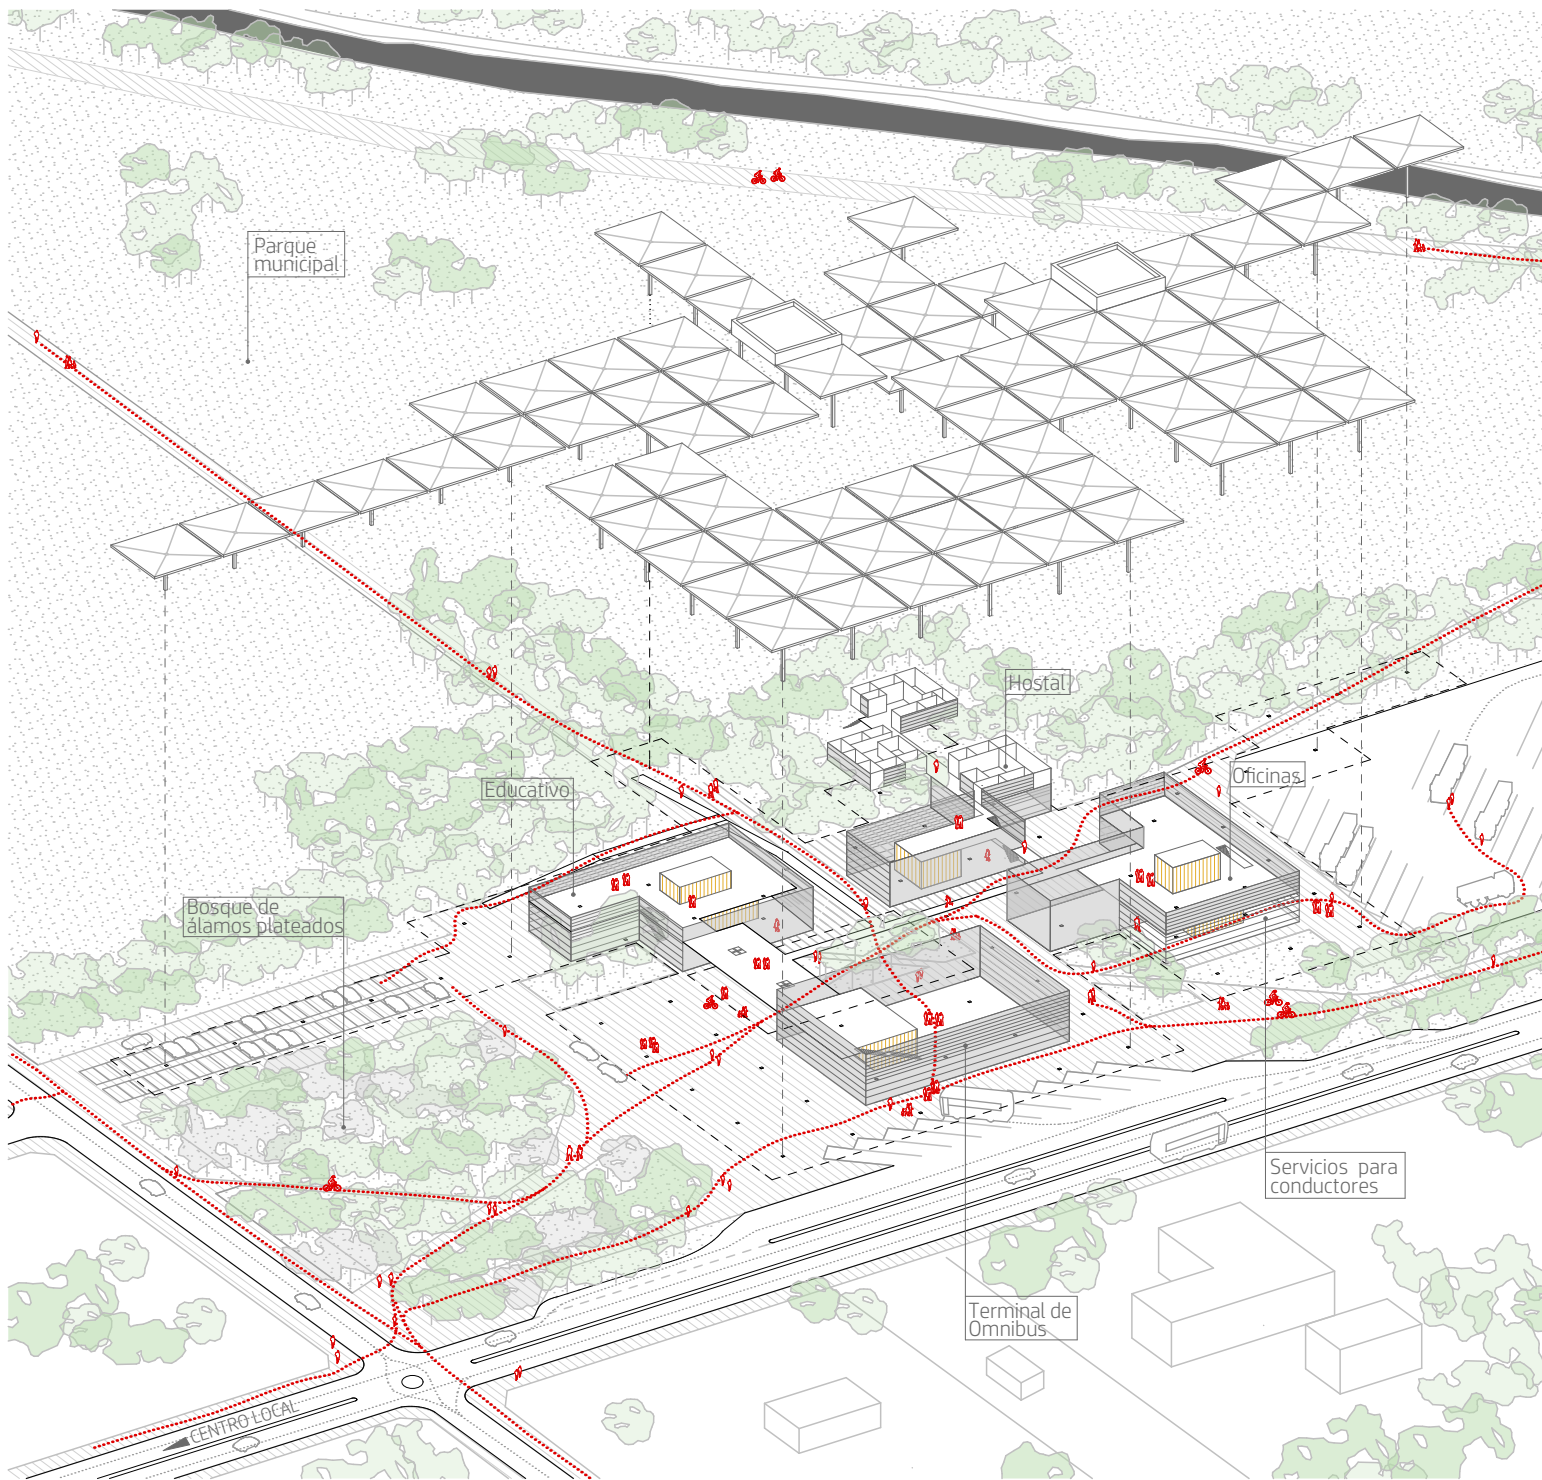 Parque
municipal
Hostal
Oficinas
Educativo
Bosque de
álamos plateados
Servicios para
conductores
Terminal de
Omnibus
CENTRO LOCAL